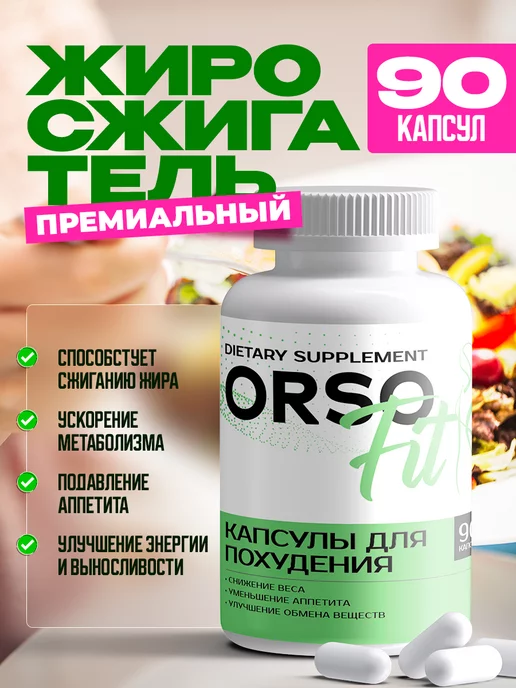 ЖИРО
СЖИГА
ТЕЛЬ
ПРЕМИАЛЬНЫЙ
90
КАПСУЛ
СПОСОБСТУЕТ
СЖИГАНИЮ ЖИРА
УСКОРЕНИЕ
МЕТАБОЛИЗМА
ПОДАВЛЕНИЕ
АППЕТИТА
УЛУЧШЕНИЕ ЭНЕРГИИ
И ВЫНОСЛИВОСТИ
DIETARY SUPPLEMENT
ORSO
Fit
КАПСУЛЫ ДЛЯ
ПОХУДЕНИЯ
• СНИЖЕНИЕ ВЕСА
• УМЕНЬШЕНИЕ АППЕТИТА
• УЛУЧШЕНИЕ ОБМЕНА ВЕЩЕСТВ